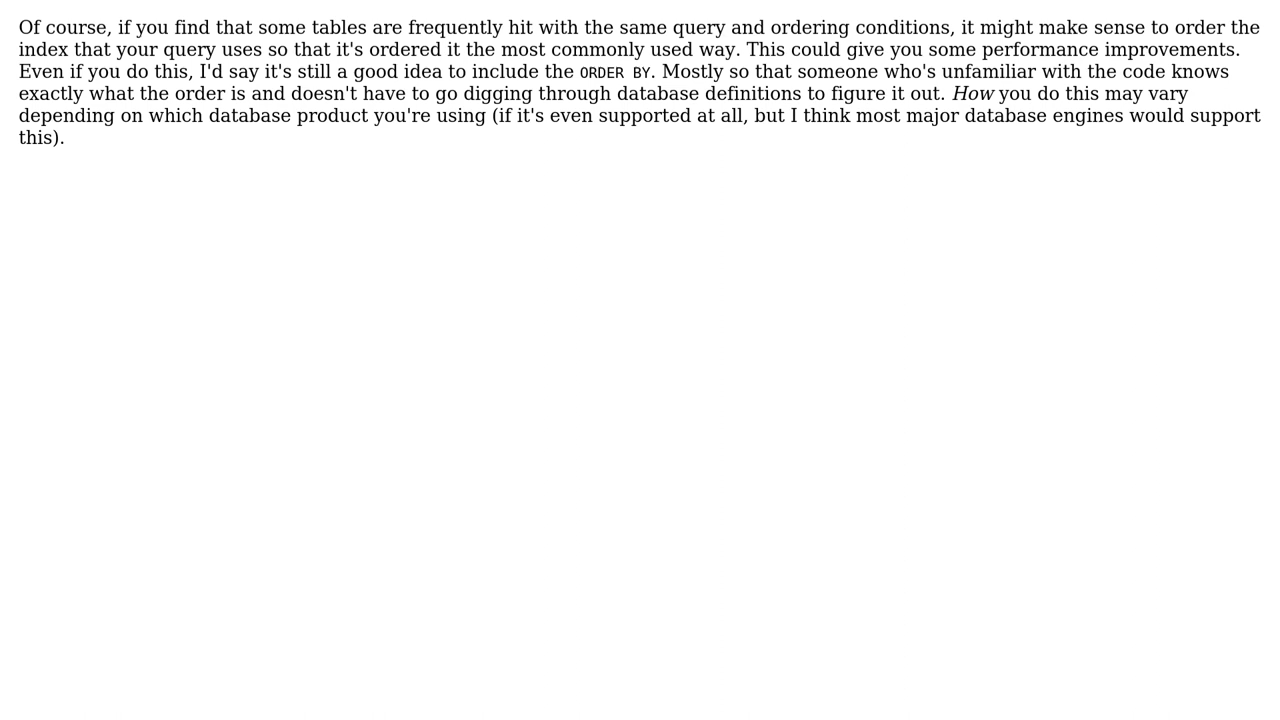 Of course, if you find that some tables are frequently hit with the same query and ordering conditions, it might make sense to order the
index that your query uses so that it's ordered it the most commonly used way. This could give you some performance improvements.
Even if you do this, I'd say it's still a good idea to include the ORDER BY. Mostly so that someone who's unfamiliar with the code knows
exactly what the order is and doesn't have to go digging through database definitions to figure it out. How you do this may vary
depending on which database product you're using (if it's even supported at all, but I think most major database engines would support
this).